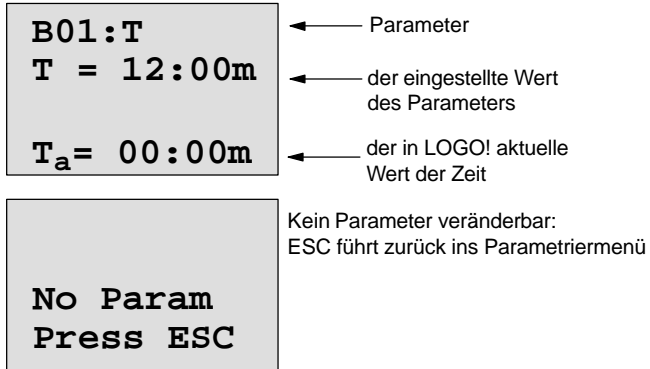 B01:T
Parameter
T = 12:00m
der eingestellte Wert
des Parameters
Ta= 00:00m
der in LOGO! aktuelle
Wert der Zeit
Kein Parameter veränderbar:
ESC führt zurück ins Parametriermenü
No Param
Press ESC